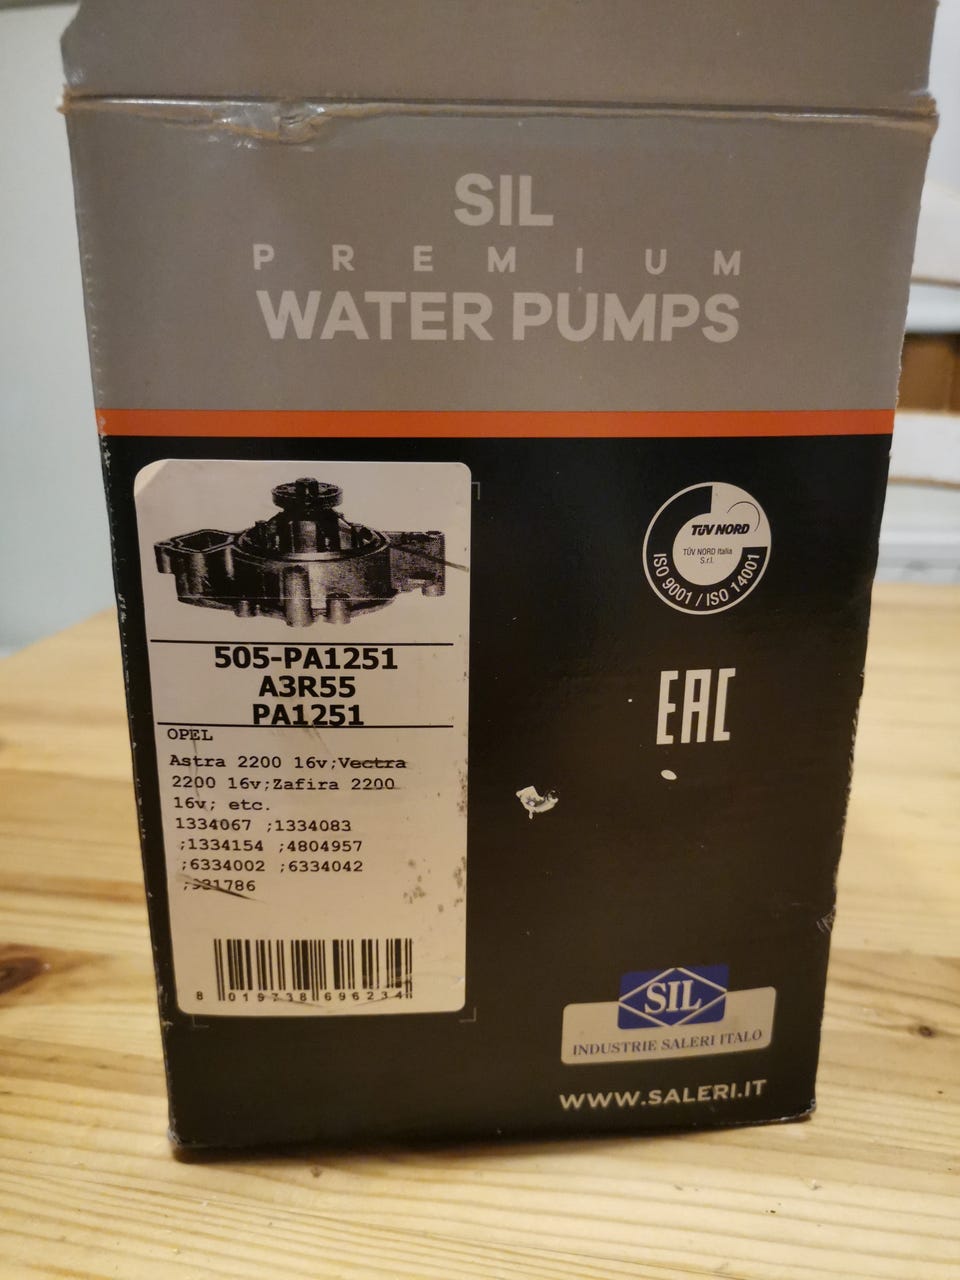 SIL
PREMIUM
WATER PUMPS
505-PA1251
A3R55
PA1251
OPEL
Astra 2200 16v;Vectra
2200 16v;Zafira 2200
16v; etc.
1334067 ;1334083
;1334154 ;4804957
;6334002 ;6334042
;931786
8 019738 696234
TÜV NORD
TÜV NORD Italia
S.r.l.
ISO 9001 / ISO 14001
EAC
SIL
INDUSTRIE SALERI ITALO
WWW.SALERI.IT